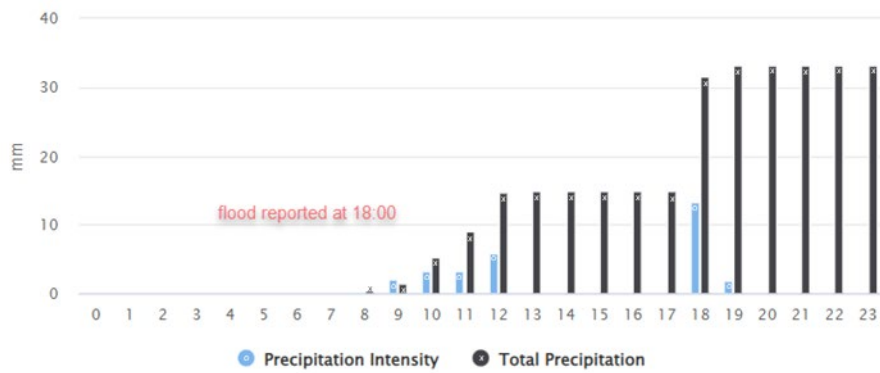 40
30
mm
20
flood reported at 18:00
10
0
0 1 2 3 4 5 6 7 8 9 10 11 12 13 14 15 16 17 18 19 20 21 22 23
Precipitation Intensity Total Precipitation